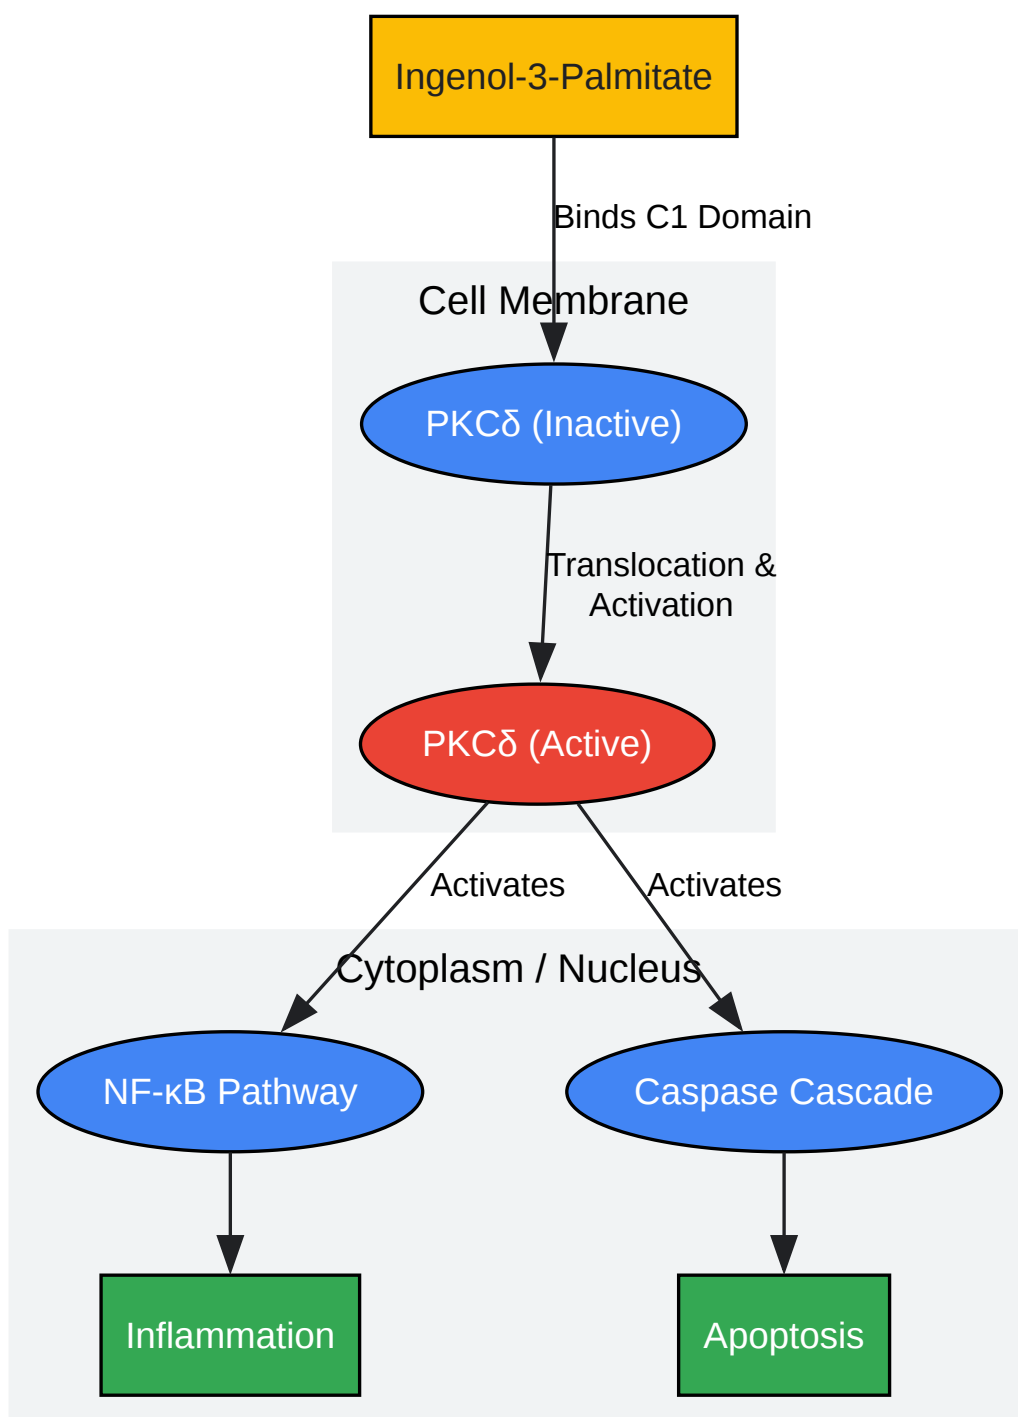 Ingenol-3-Palmitate
Binds C1 Domain
Cell Membrane
PKCδ (Inactive)
Translocation &
Activation
PKCδ (Active)
Activates
Activates
Cytoplasm / Nucleus
NF-κB Pathway
Caspase Cascade
Inflammation
Apoptosis